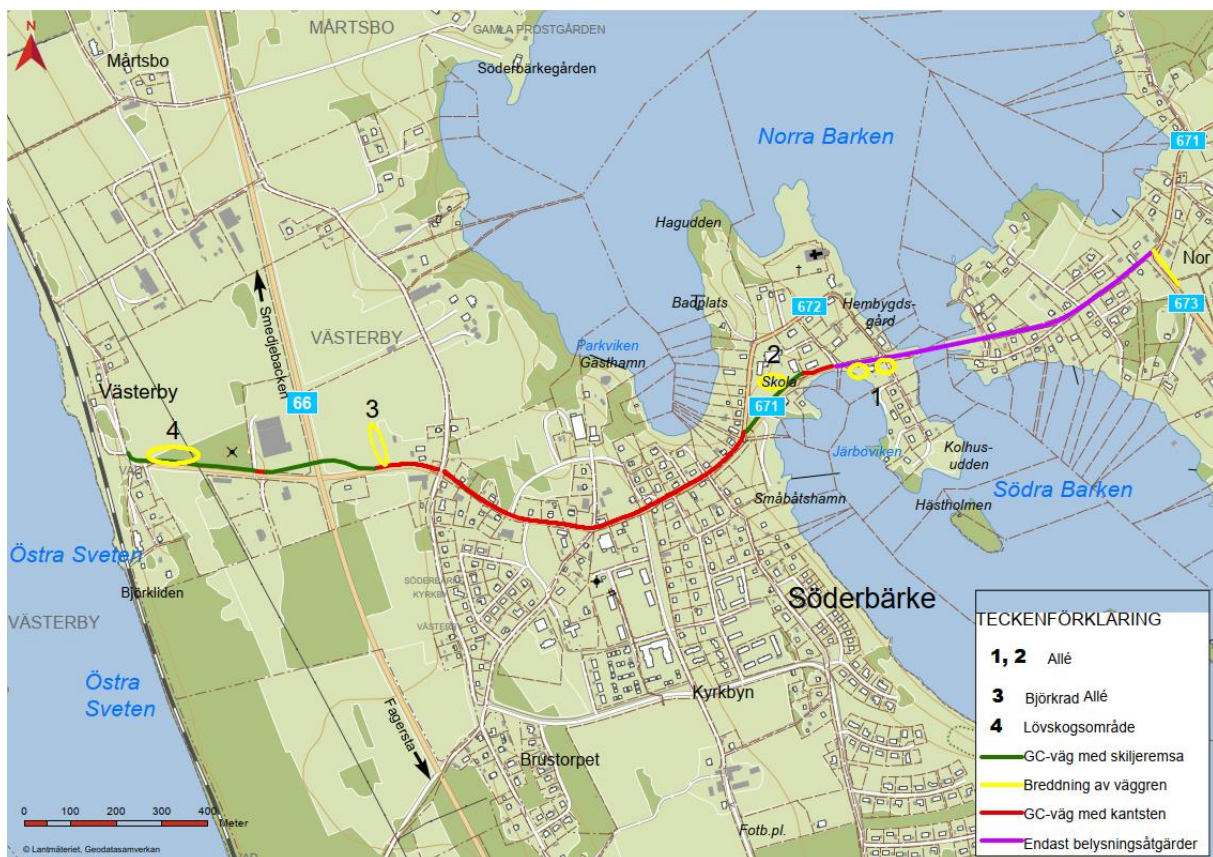 N
MÅRTSBO
GAMLA PROSTGÅRDEN
Mårtsbo
Söderbärkegården
Norra Barken
671
Hagudden
Nor
Badplats
672
Hembygds-
gård
673
Smedjebacken
VÄSTERBY
Parkviken
Gästhamn
2
Skola
Västerby
66
3
671
1
4
Järboviken
Kolhus-
udden
VAD
Småbåtshamn
Hästholmen
Södra Barken
Östra Sveten
Björkliden
SÖDERBÄRKE
KYRKBY
Söderbärke
VÄSTERBY
VÄSTERBY
Östra
Sveten
Kyrkbyn
Fagersta
Brustorpet
Fotb.pl.
TECKENFÖRKLARING
1, 2 Allé
3 Björkrad Allé
4 Lövskogsområde
GC-väg med skiljeremsa
Breddning av väggren
GC-väg med kantsten
Endast belysningsåtgärder
0 100 200 300 400
Meter
© Lantmäteriet, Geodatasamverkan
VAD